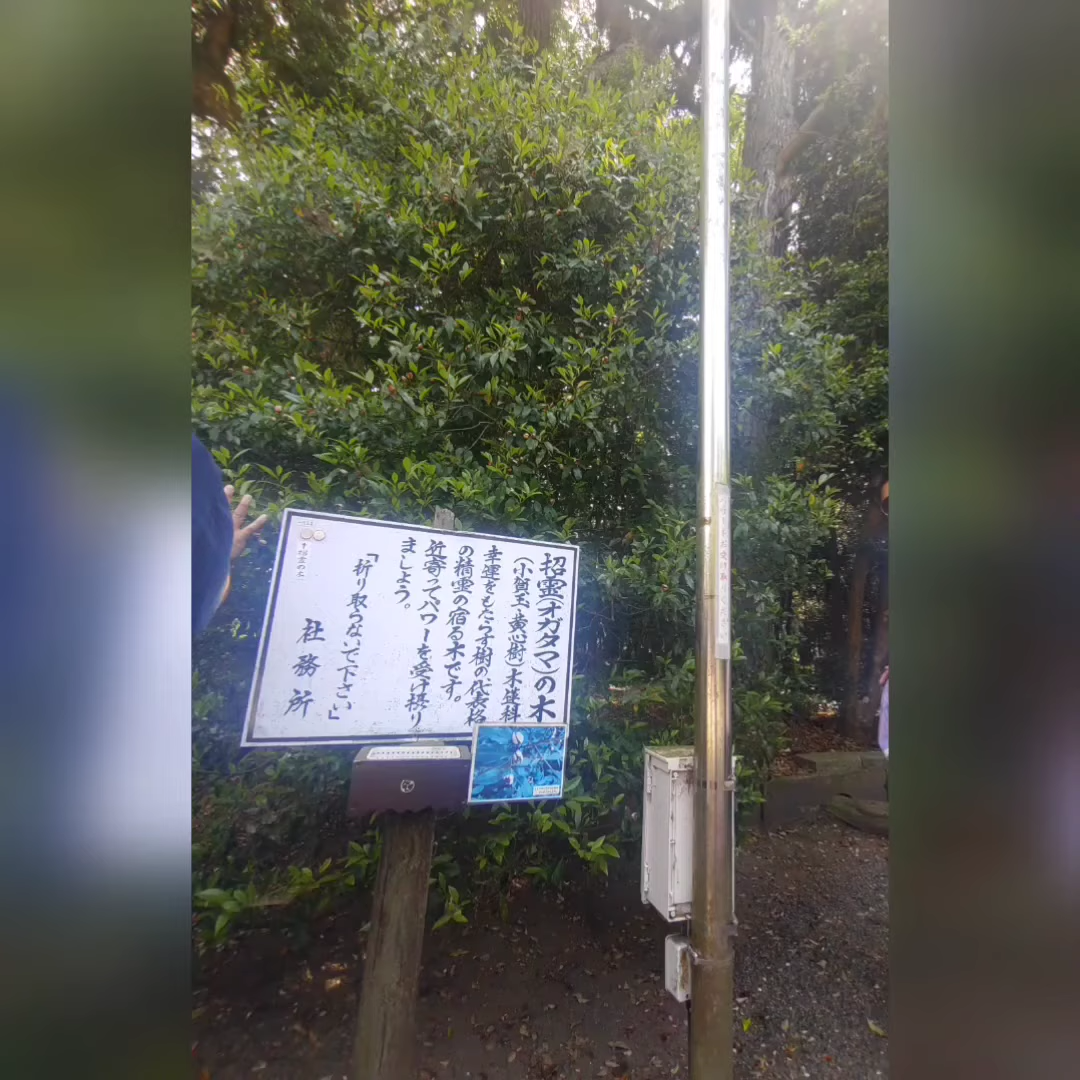 招霊(オガタマ)の木
(小賀玉・黄心樹)木蓮科
幸運をもたらす樹の代表格
の精霊の宿る木です。
近寄ってパワーを受け採り
ましょう。
「祈り取らないで下さい」
社務所